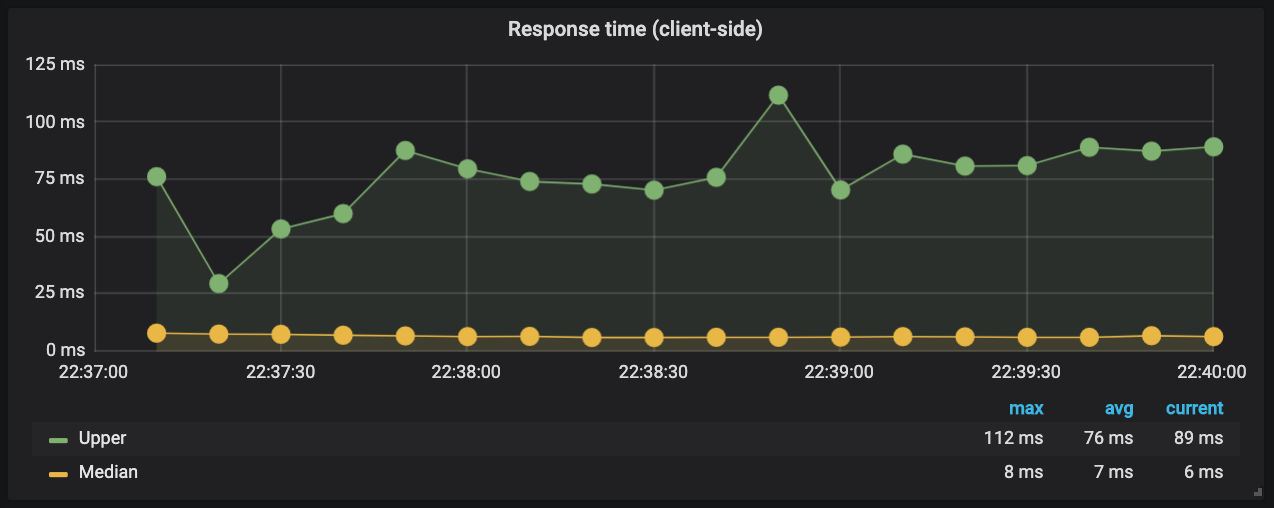 Response time (client-side)
125 ms
100 ms
75 ms
50 ms
25 ms
0 ms
22:37:00 22:37:30 22:38:00 22:38:30 22:39:00 22:39:30 22:40:00
max avg current
Upper 112 ms 76 ms 89 ms
Median 8 ms 7 ms 6 ms